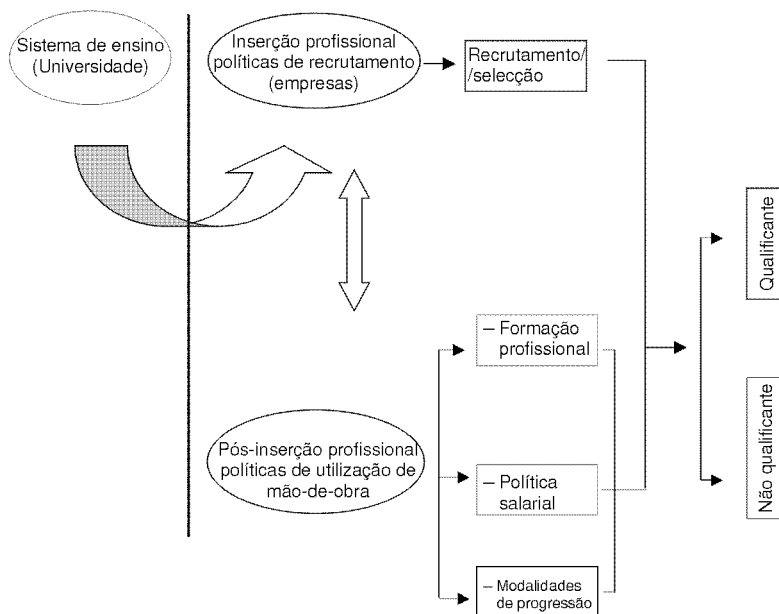 Sistema de ensino
(Universidade)
Inserção profissional
políticas de recrutamento
(empresas)
Recrutamento/
/selecção
Qualificante
– Formação
profissional
Pós-inserção profissional
políticas de utilização de
mão-de-obra
– Política
salarial
Não qualificante
– Modalidades
de progressão